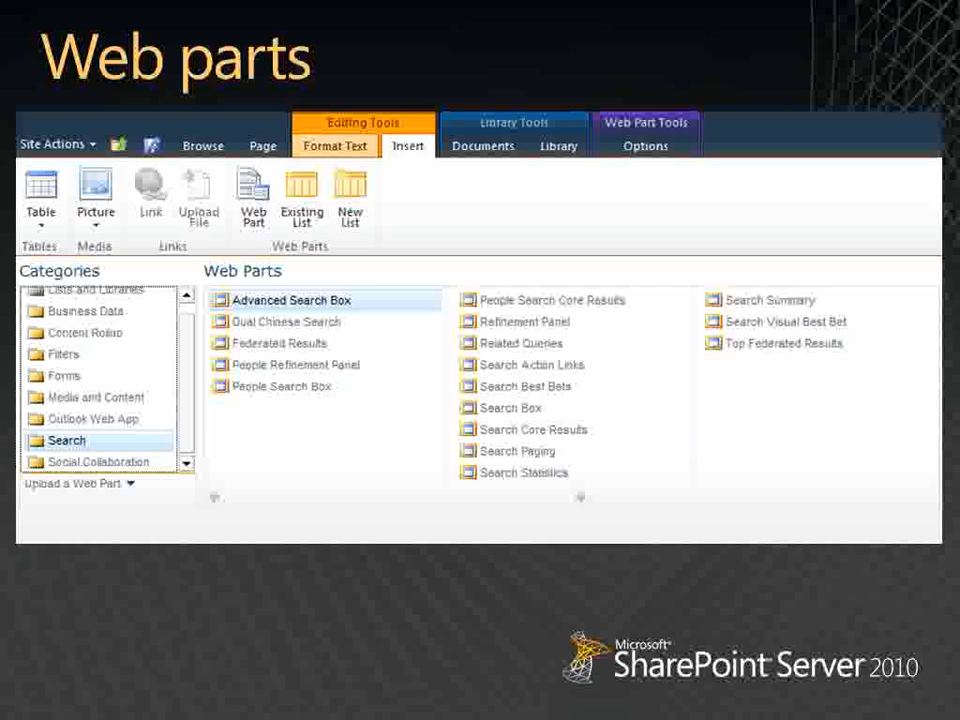 Web parts
Editing Tools Library Tools Web Part Tools
Site Actions Browse Page Format Text Insert Documents Library Options
Table Picture Link Upload File Web Part Existing List New List
Tables Media Links Web Parts
Categories Web Parts
Lists and Libraries
Business Data
Content Rollup
Filters
Forms
Media and Content
Outlook Web App
Search
Social Collaboration
Upload a Web Part
Advanced Search Box
Dual Chinese Search
Federated Results
People Refinement Panel
People Search Box
People Search Core Results
Refinement Panel
Related Queries
Search Action Links
Search Best Bets
Search Box
Search Core Results
Search Paging
Search Statistics
Search Summary
Search Visual Best Bet
Top Federated Results
Microsoft®
SharePoint Server 2010